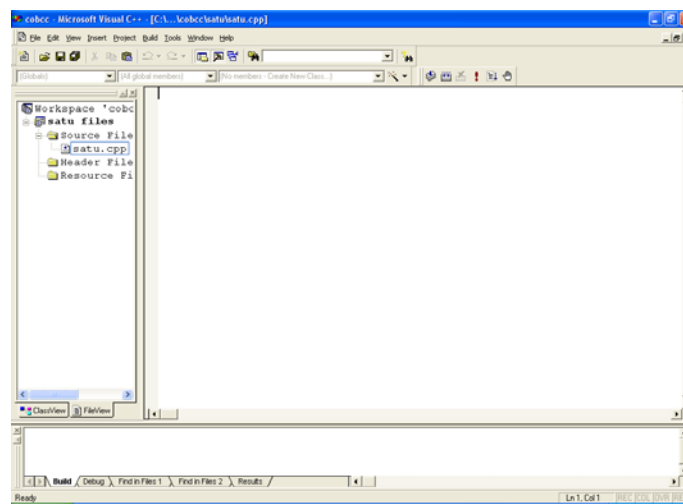 cobcc - Microsoft Visual C++ - [C:\...\cobcc\satu\satu.cpp]
File Edit View Insert Project Build Tools Window Help
(Globals) (All global members) (No members - Create New Class...)
Workspace 'cobc
satu files
Source File
satu.cpp
Header File
Resource Fi
ClassView FileView
Build Debug Find in Files 1 Find in Files 2 Results
Ready Ln 1, Col 1 REC COL OVR